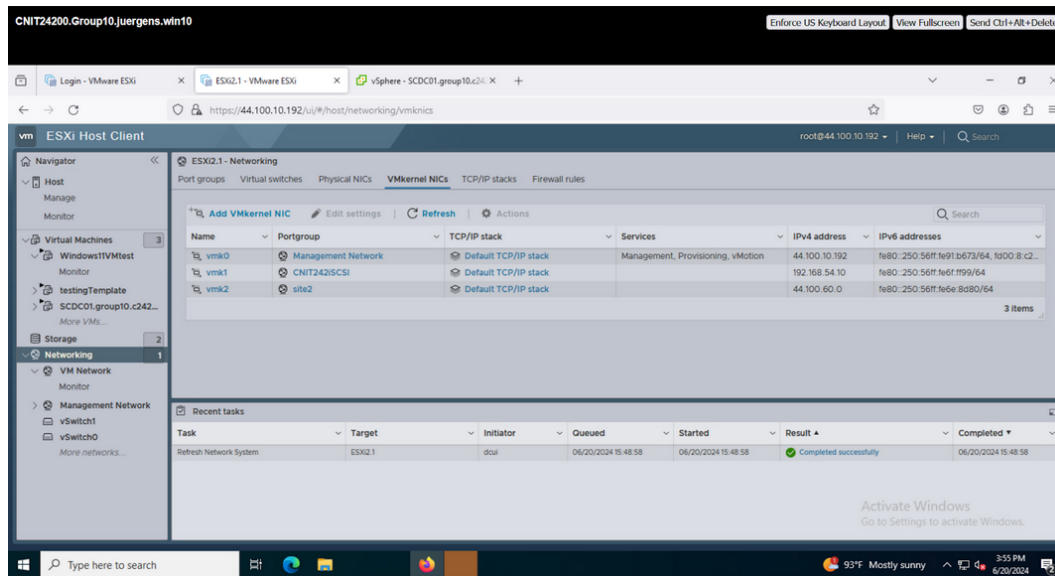 CNIT24200.Group10.juergens.win10
Enforce US Keyboard Layout View Fullscreen Send Ctrl+Alt+Delete
Login - VMware ESXi ESXi2.1 - VMware ESXi vSphere - SCDC01.group10.c24
https://44.100.10.192/ui/#/host/networking/vmknics
vm ESXi Host Client root@44.100.10.192 Help Search
Navigator ESXi2.1 - Networking
Host Port groups Virtual switches Physical NICs VMkernel NICs TCP/IP stacks Firewall rules
Manage
Monitor Add VMkernel NIC Edit settings Refresh Actions Search
Virtual Machines 3 Name Portgroup TCP/IP stack Services IPv4 address IPv6 addresses
Windows11VMtest vmk0 Management Network Default TCP/IP stack Management, Provisioning, vMotion 44.100.10.192 fe80::250:56ff:fe91:b673/64, fd00:8:c2...
Monitor vmk1 CNIT242iSCSI Default TCP/IP stack 192.168.54.10 fe80::250:56ff:fe6f:ff99/64
testingTemplate vmk2 site2 Default TCP/IP stack 44.100.60.0 fe80::250:56ff:fe6e:8d80/64
SCDC01.group10.c242... 3 items
More VMs...
Storage 2
Networking 1
VM Network
Monitor
Management Network Recent tasks
vSwitch1 Task Target Initiator Queued Started Result Completed
vSwitch0
More networks... Refresh Network System ESXi2.1 dcui 06/20/2024 15:48:58 06/20/2024 15:48:58 Completed successfully 06/20/2024 15:48:58
Activate Windows
Go to Settings to activate Windows.
Type here to search 93°F Mostly sunny 3:55 PM
6/20/2024